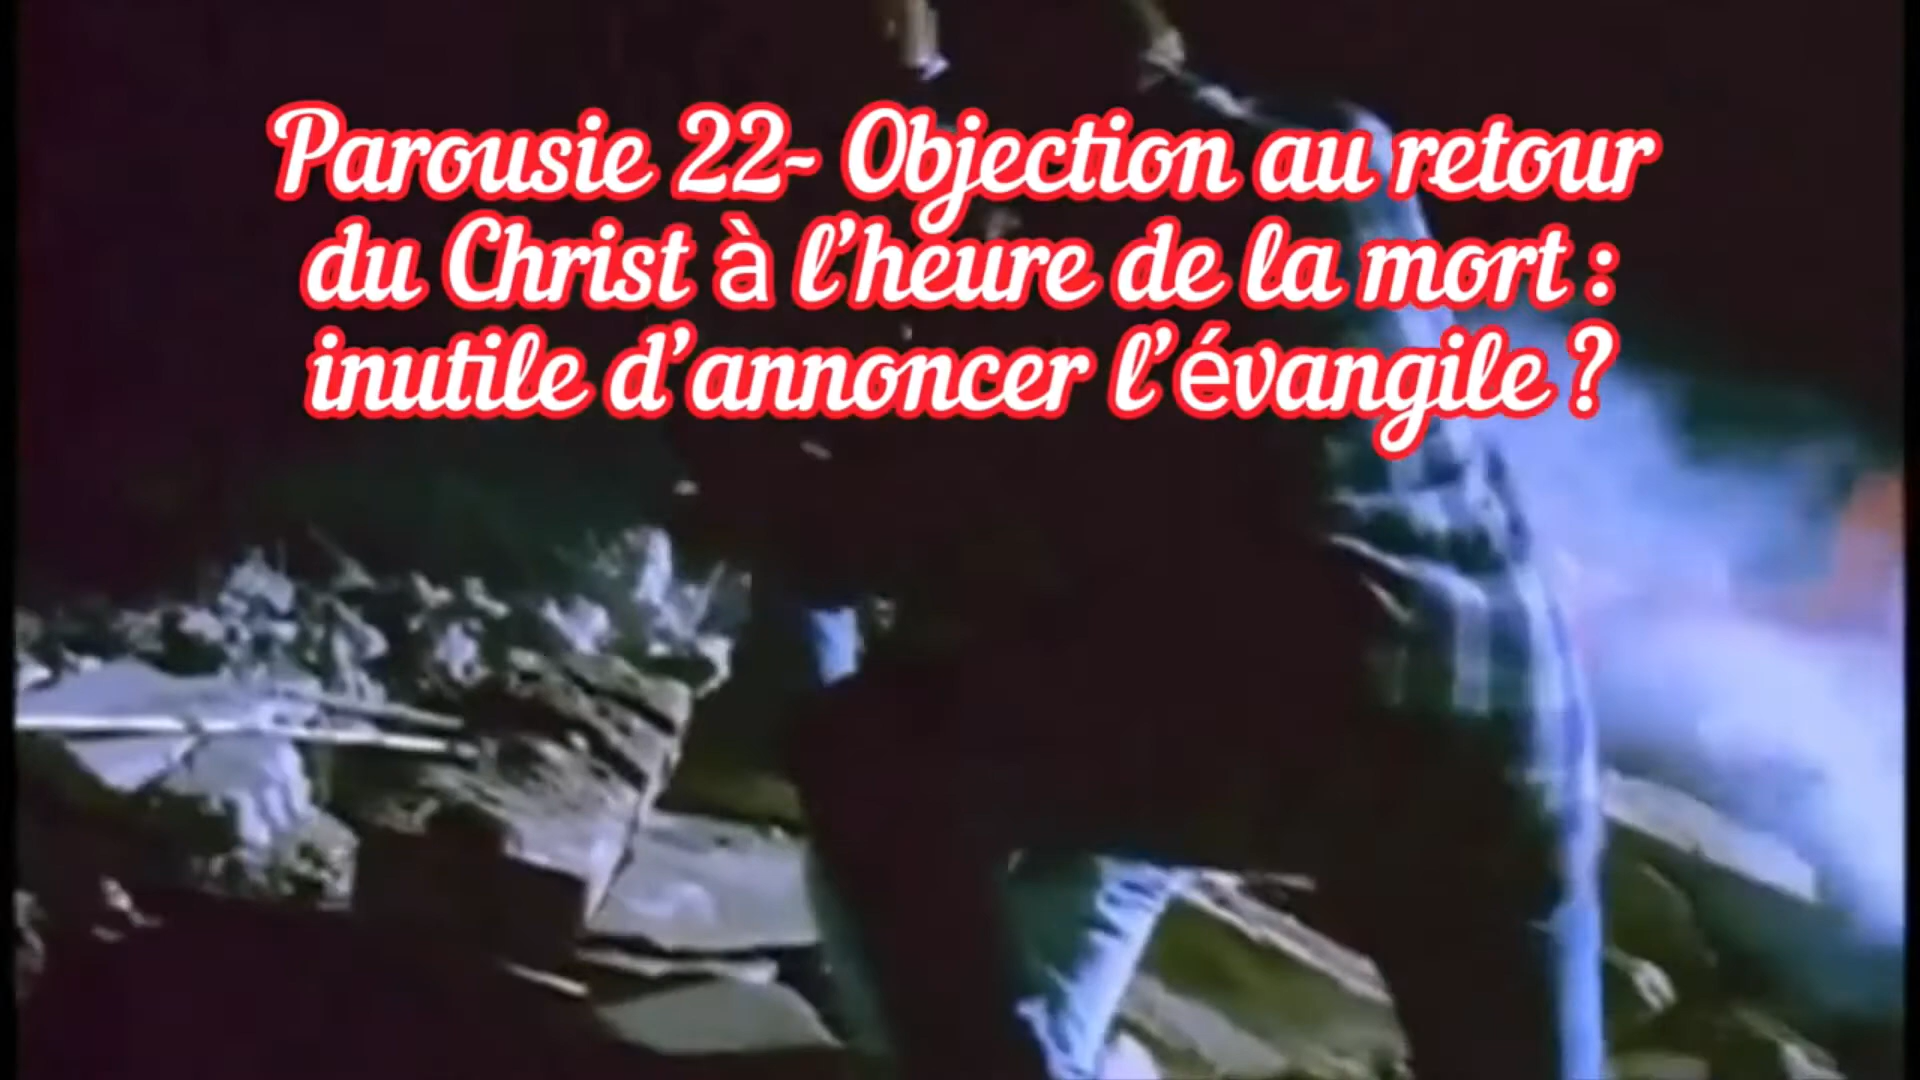 Parousie 22- Objection au retour
du Christ à l'heure de la mort :
inutile d'annoncer l'évangile ?